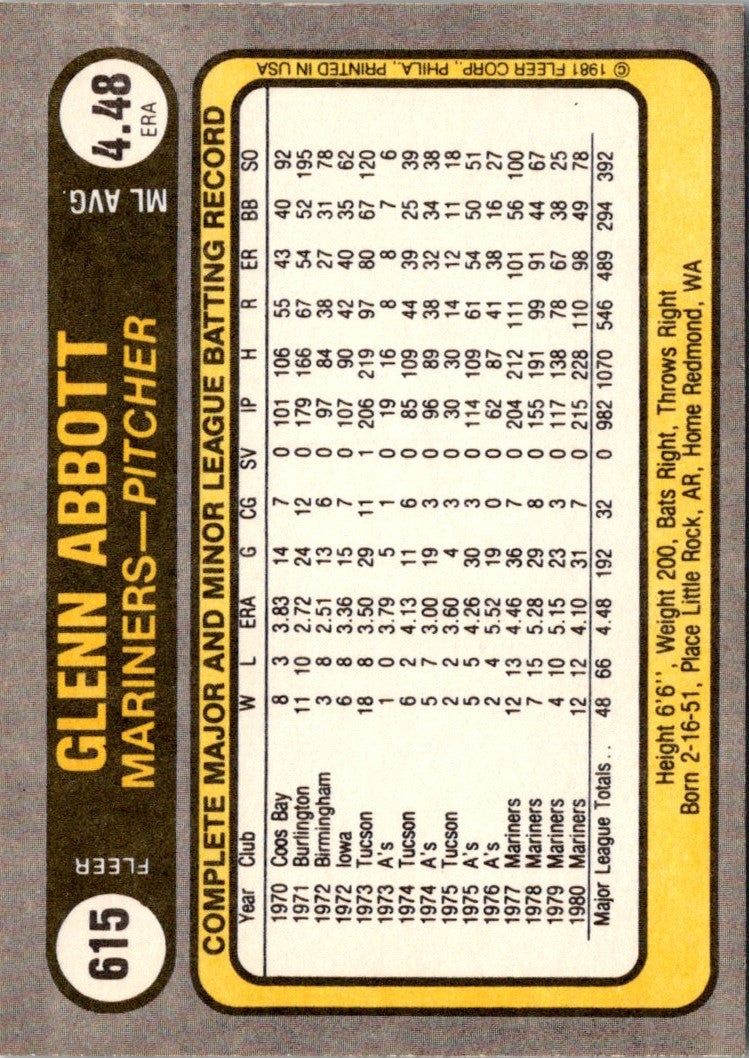 615
FLEER
GLENN ABBOTT
MARINERS—PITCHER
ML AVG.
4.48
ERA
COMPLETE MAJOR AND MINOR LEAGUE BATTING RECORD
Year Club W L ERA G CG SV IP H R ER BB SO
1970 Coos Bay 8 3 3.83 14 7 0 101 106 55 43 40 92
1971 Burlington 11 10 2.72 24 12 0 179 166 67 54 52 195
1972 Birmingham 3 8 2.51 13 6 0 97 84 38 27 31 78
1972 Iowa 6 8 3.36 15 7 0 107 90 42 40 35 62
1973 Tucson 18 8 3.50 29 11 1 206 219 97 80 67 120
1973 A's 1 0 3.79 5 1 0 19 16 8 8 7 6
1974 Tucson 6 2 4.13 11 6 0 85 109 44 39 25 39
1974 A's 5 7 3.00 19 3 0 96 89 38 32 34 38
1975 Tucson 2 2 3.60 4 3 0 30 30 14 12 11 18
1975 A's 5 5 4.26 30 3 0 114 109 61 54 50 51
1976 A's 2 4 5.52 19 0 0 62 87 41 38 16 27
1977 Mariners 12 13 4.46 36 7 0 204 212 111 101 56 100
1978 Mariners 7 15 5.28 29 8 0 155 191 99 91 44 67
1979 Mariners 4 10 5.15 23 3 0 117 138 78 67 38 25
1980 Mariners 12 12 4.10 31 7 0 215 228 110 98 49 78
Major League Totals . . 48 66 4.48 192 32 0 982 1070 546 489 294 392
Height 6'6'', Weight 200, Bats Right, Throws Right
Born 2-16-51, Place Little Rock, AR, Home Redmond, WA
© 1981 FLEER CORP., PHILA., PRINTED IN USA